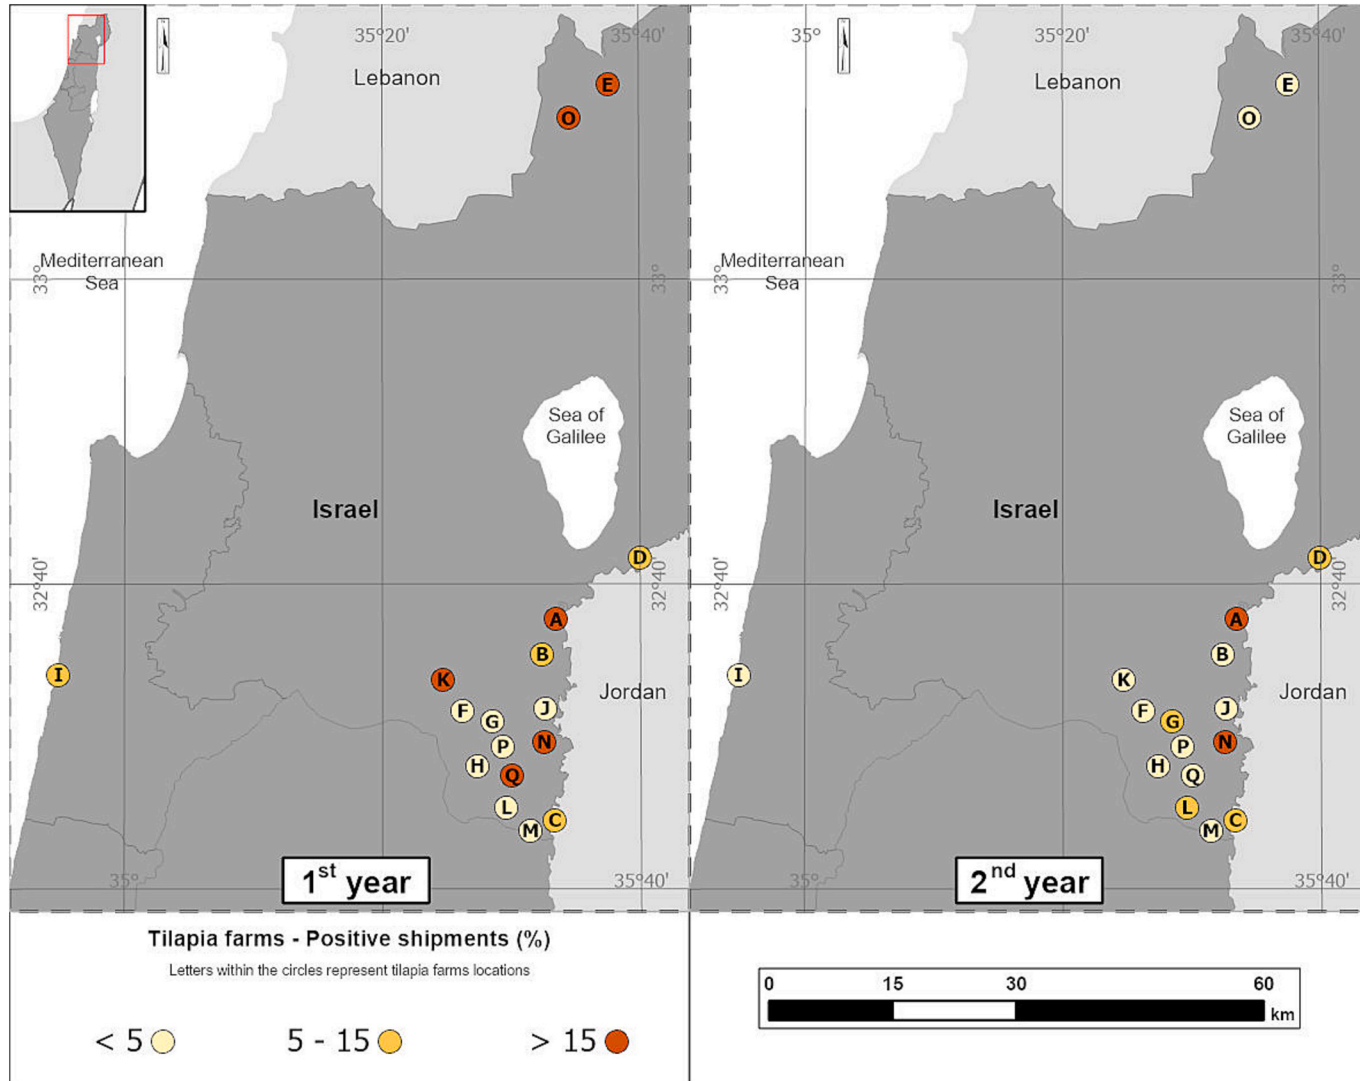 35°20'
35°40'
Lebanon
E
O
Mediterranean
Sea
33°
33°
Sea of
Galilee
Israel
D
32°40'
32°40'
A
B
I
K
Jordan
F
J
G
N
P
H
Q
L
C
M
1st year
35°
35°40'
35°
35°20'
35°40'
Lebanon
E
O
Mediterranean
Sea
33°
33°
Sea of
Galilee
Israel
D
32°40'
32°40'
A
B
I
K
Jordan
F
J
G
N
P
H
Q
L
C
M
2nd year
35°
35°40'
Tilapia farms - Positive shipments (%)
Letters within the circles represent tilapia farms locations
< 5
5 - 15
> 15
0 15 30 60
km